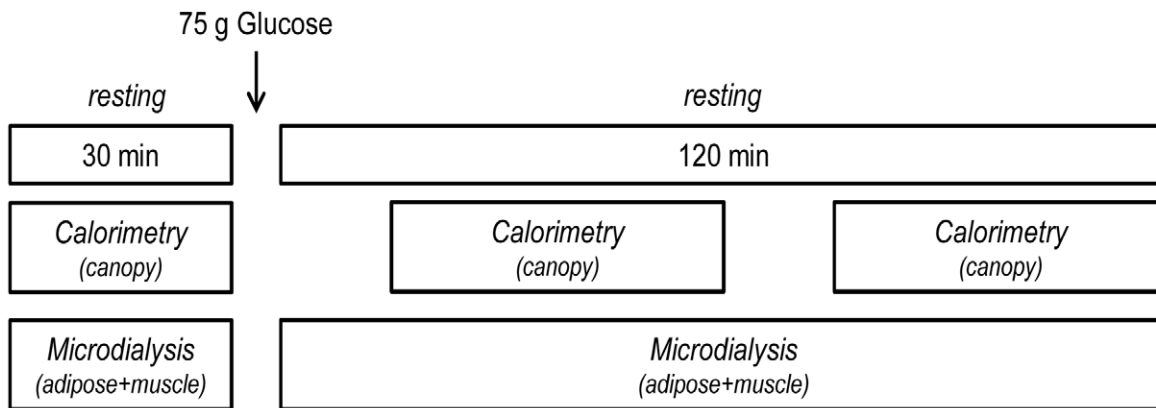 75 g Glucose
resting
resting
30 min
120 min
Calorimetry
(canopy)
Calorimetry
(canopy)
Calorimetry
(canopy)
Microdialysis
(adipose+muscle)
Microdialysis
(adipose+muscle)